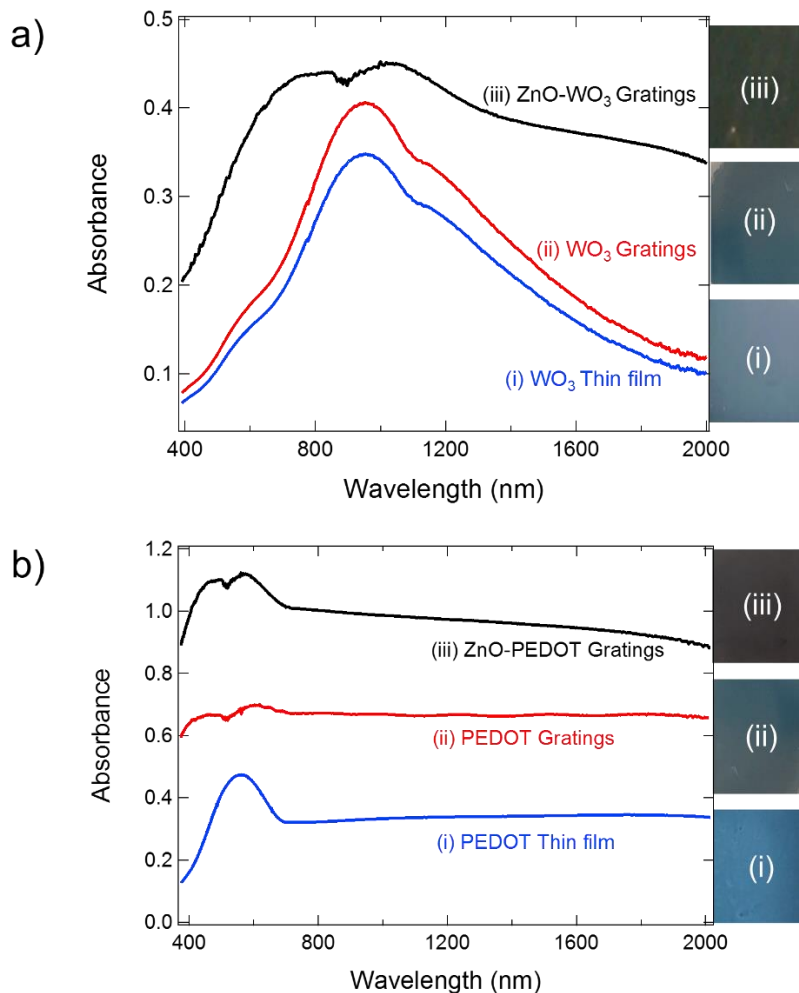 a)
0.5
0.4
0.3
0.2
0.1
Absorbance
(iii) ZnO-WO₃ Gratings
(ii) WO₃ Gratings
(i) WO₃ Thin film
400
800
1200
1600
2000
Wavelength (nm)
(iii)
(ii)
(i)
b)
1.2
1.0
0.8
0.6
0.4
0.2
0.0
Absorbance
(iii) ZnO-PEDOT Gratings
(ii) PEDOT Gratings
(i) PEDOT Thin film
400
800
1200
1600
2000
Wavelength (nm)
(iii)
(ii)
(i)